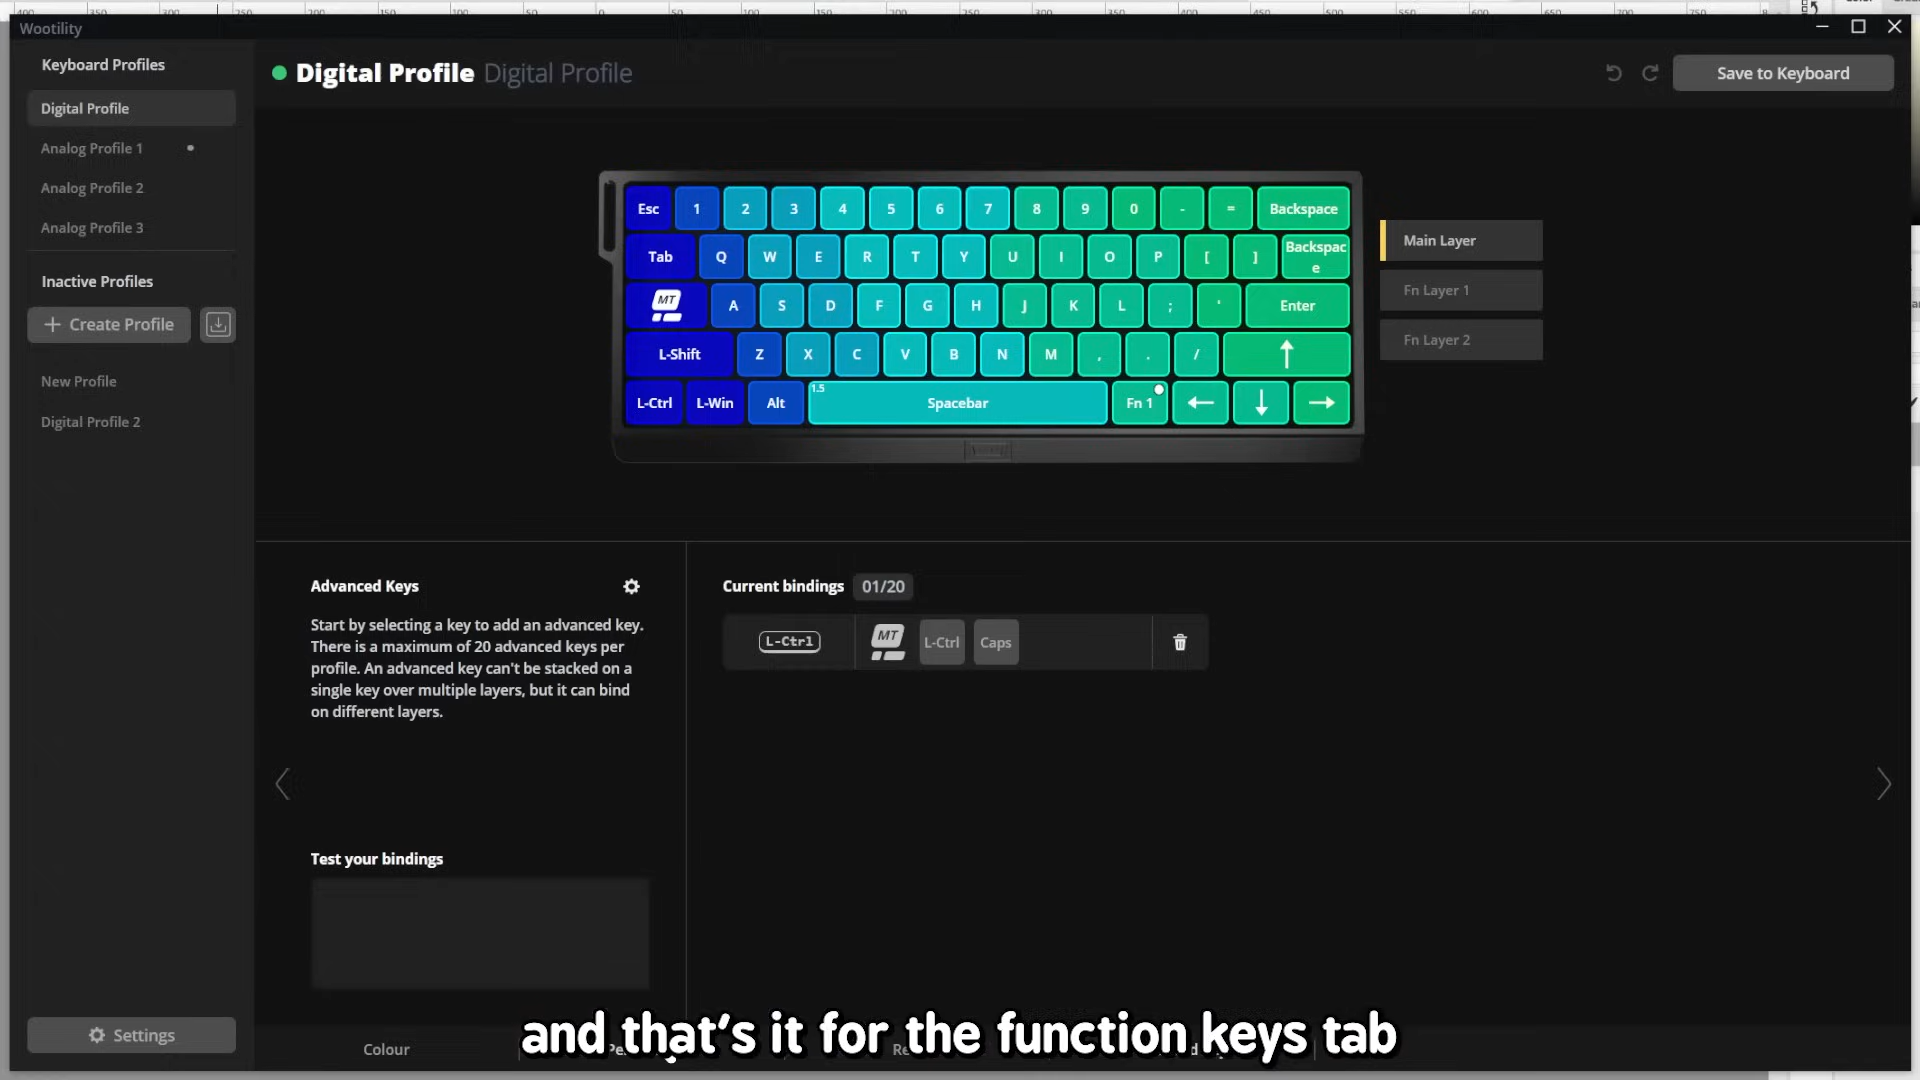 Wootility
Keyboard Profiles
Digital Profile
Analog Profile 1
Analog Profile 2
Analog Profile 3
Inactive Profiles
Create Profile
New Profile
Digital Profile 2
Settings
Digital Profile Digital Profile
Save to Keyboard
Esc 1 2 3 4 5 6 7 8 9 0 - = Backspace
Tab Q W E R T Y U I O P [ ] Backspac
e
MT A S D F G H J K L ; ' Enter
L-Shift Z X C V B N M , . / ↑
L-Ctrl L-Win Alt 1.5 Spacebar Fn 1 ← ↓ →
Main Layer
Fn Layer 1
Fn Layer 2
Advanced Keys
Start by selecting a key to add an advanced key.
There is a maximum of 20 advanced keys per
profile. An advanced key can't be stacked on a
single key over multiple layers, but it can bind
on different layers.
Test your bindings
Current bindings 01/20
L-Ctrl MT L-Ctrl Caps
Colour
and that's it for the function keys tab